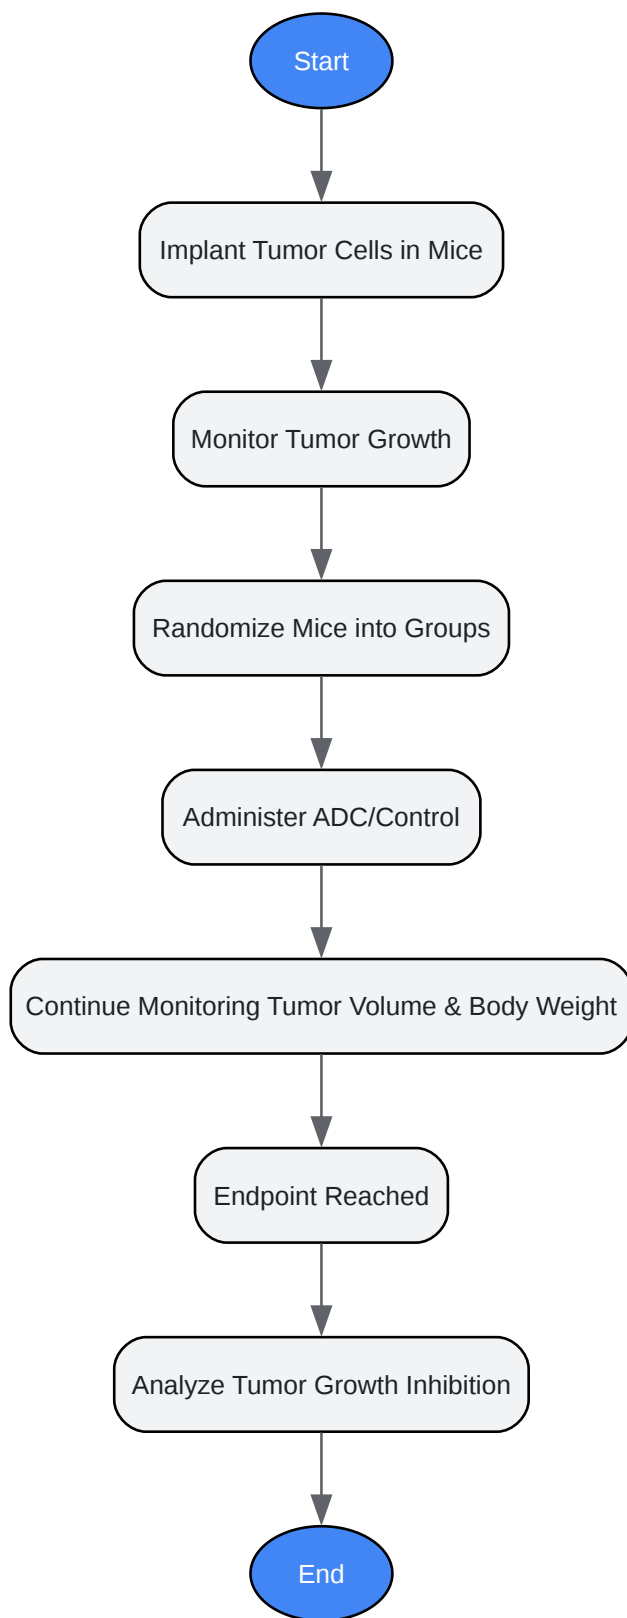 Start
Implant Tumor Cells in Mice
Monitor Tumor Growth
Randomize Mice into Groups
Administer ADC/Control
Continue Monitoring Tumor Volume & Body Weight
Endpoint Reached
Analyze Tumor Growth Inhibition
End